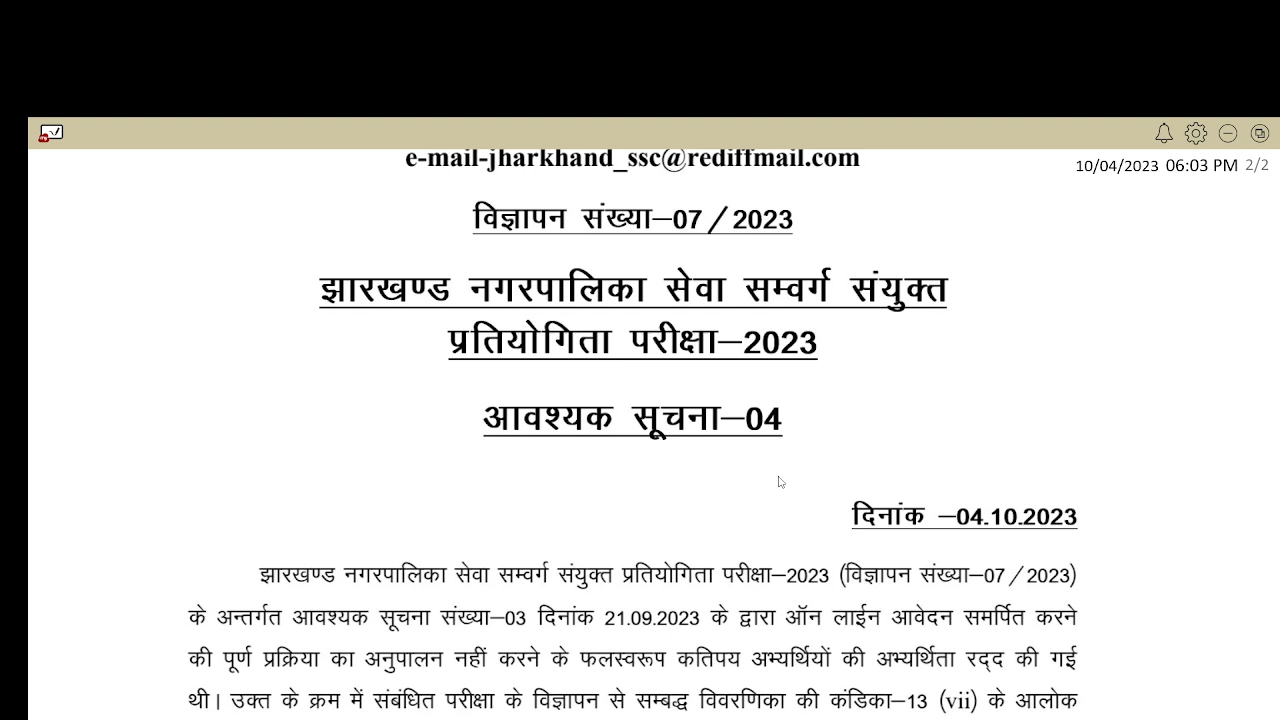 e-mail-jharkhand_ssc@rediffmail.com
10/04/2023 06:03 PM 2/2
विज्ञापन संख्या–07/2023
झारखण्ड नगरपालिका सेवा सम्वर्ग संयुक्त
प्रतियोगिता परीक्षा–2023
आवश्यक सूचना–04
दिनांक –04.10.2023
झारखण्ड नगरपालिका सेवा सम्वर्ग संयुक्त प्रतियोगिता परीक्षा–2023 (विज्ञापन संख्या–07/2023)
के अन्तर्गत आवश्यक सूचना संख्या–03 दिनांक 21.09.2023 के द्वारा ऑन लाईन आवेदन समर्पित करने
की पूर्ण प्रक्रिया का अनुपालन नहीं करने के फलस्वरूप कतिपय अभ्यर्थियों की अभ्यर्थिता रद्द की गई
थी। उक्त के क्रम में संबंधित परीक्षा के विज्ञापन से सम्बद्ध विवरणिका की कंडिका–13 (vii) के आलोक